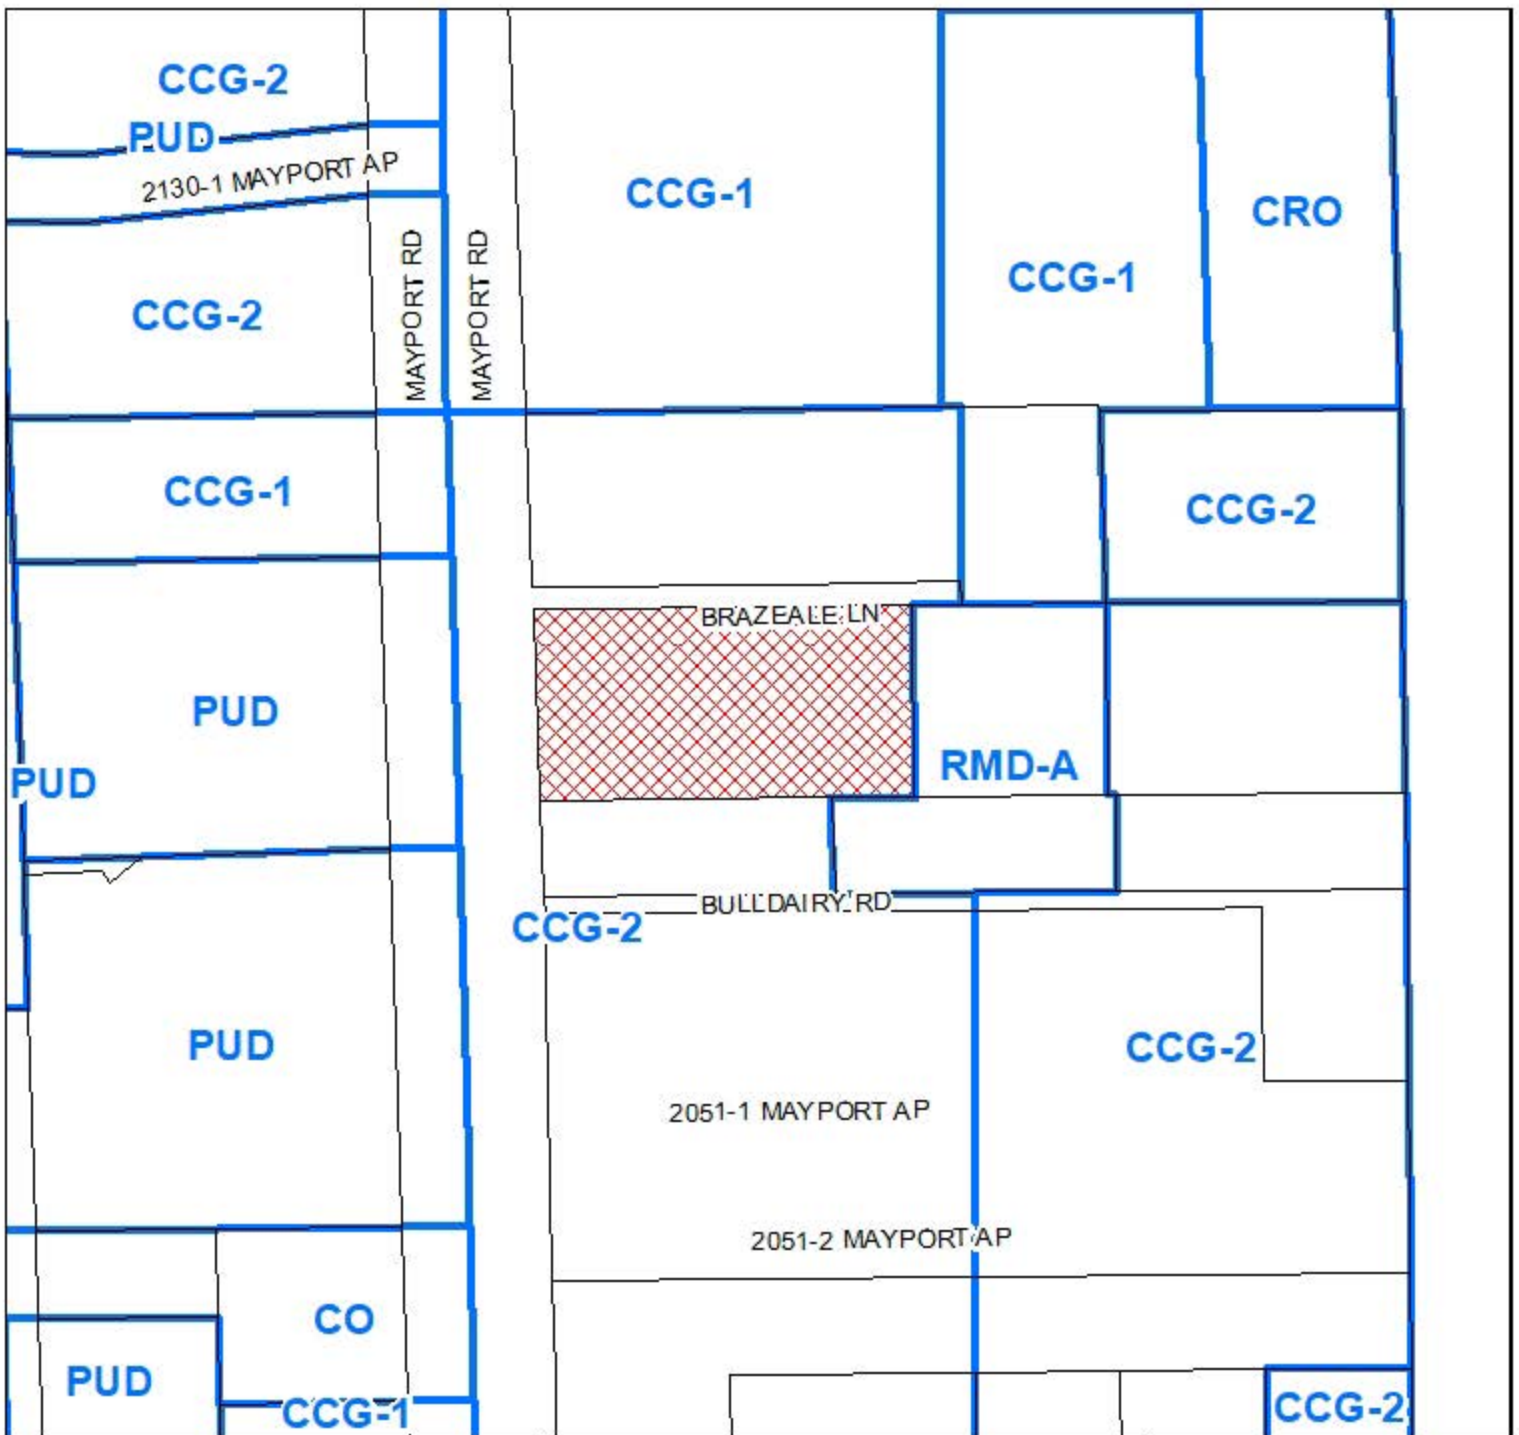 CCG-2
PUD
2130-1 MAYPORT AP
CCG-1
CRO
CCG-1
CCG-2
MAYPORT RD
MAYPORT RD
CCG-1
CCG-2
BRAZEALE LN
PUD
RMD-A
PUD
BULLDAIRY RD
CCG-2
PUD
CCG-2
2051-1 MAYPORT AP
2051-2 MAYPORT AP
CO
PUD
CCG-1
CCG-2